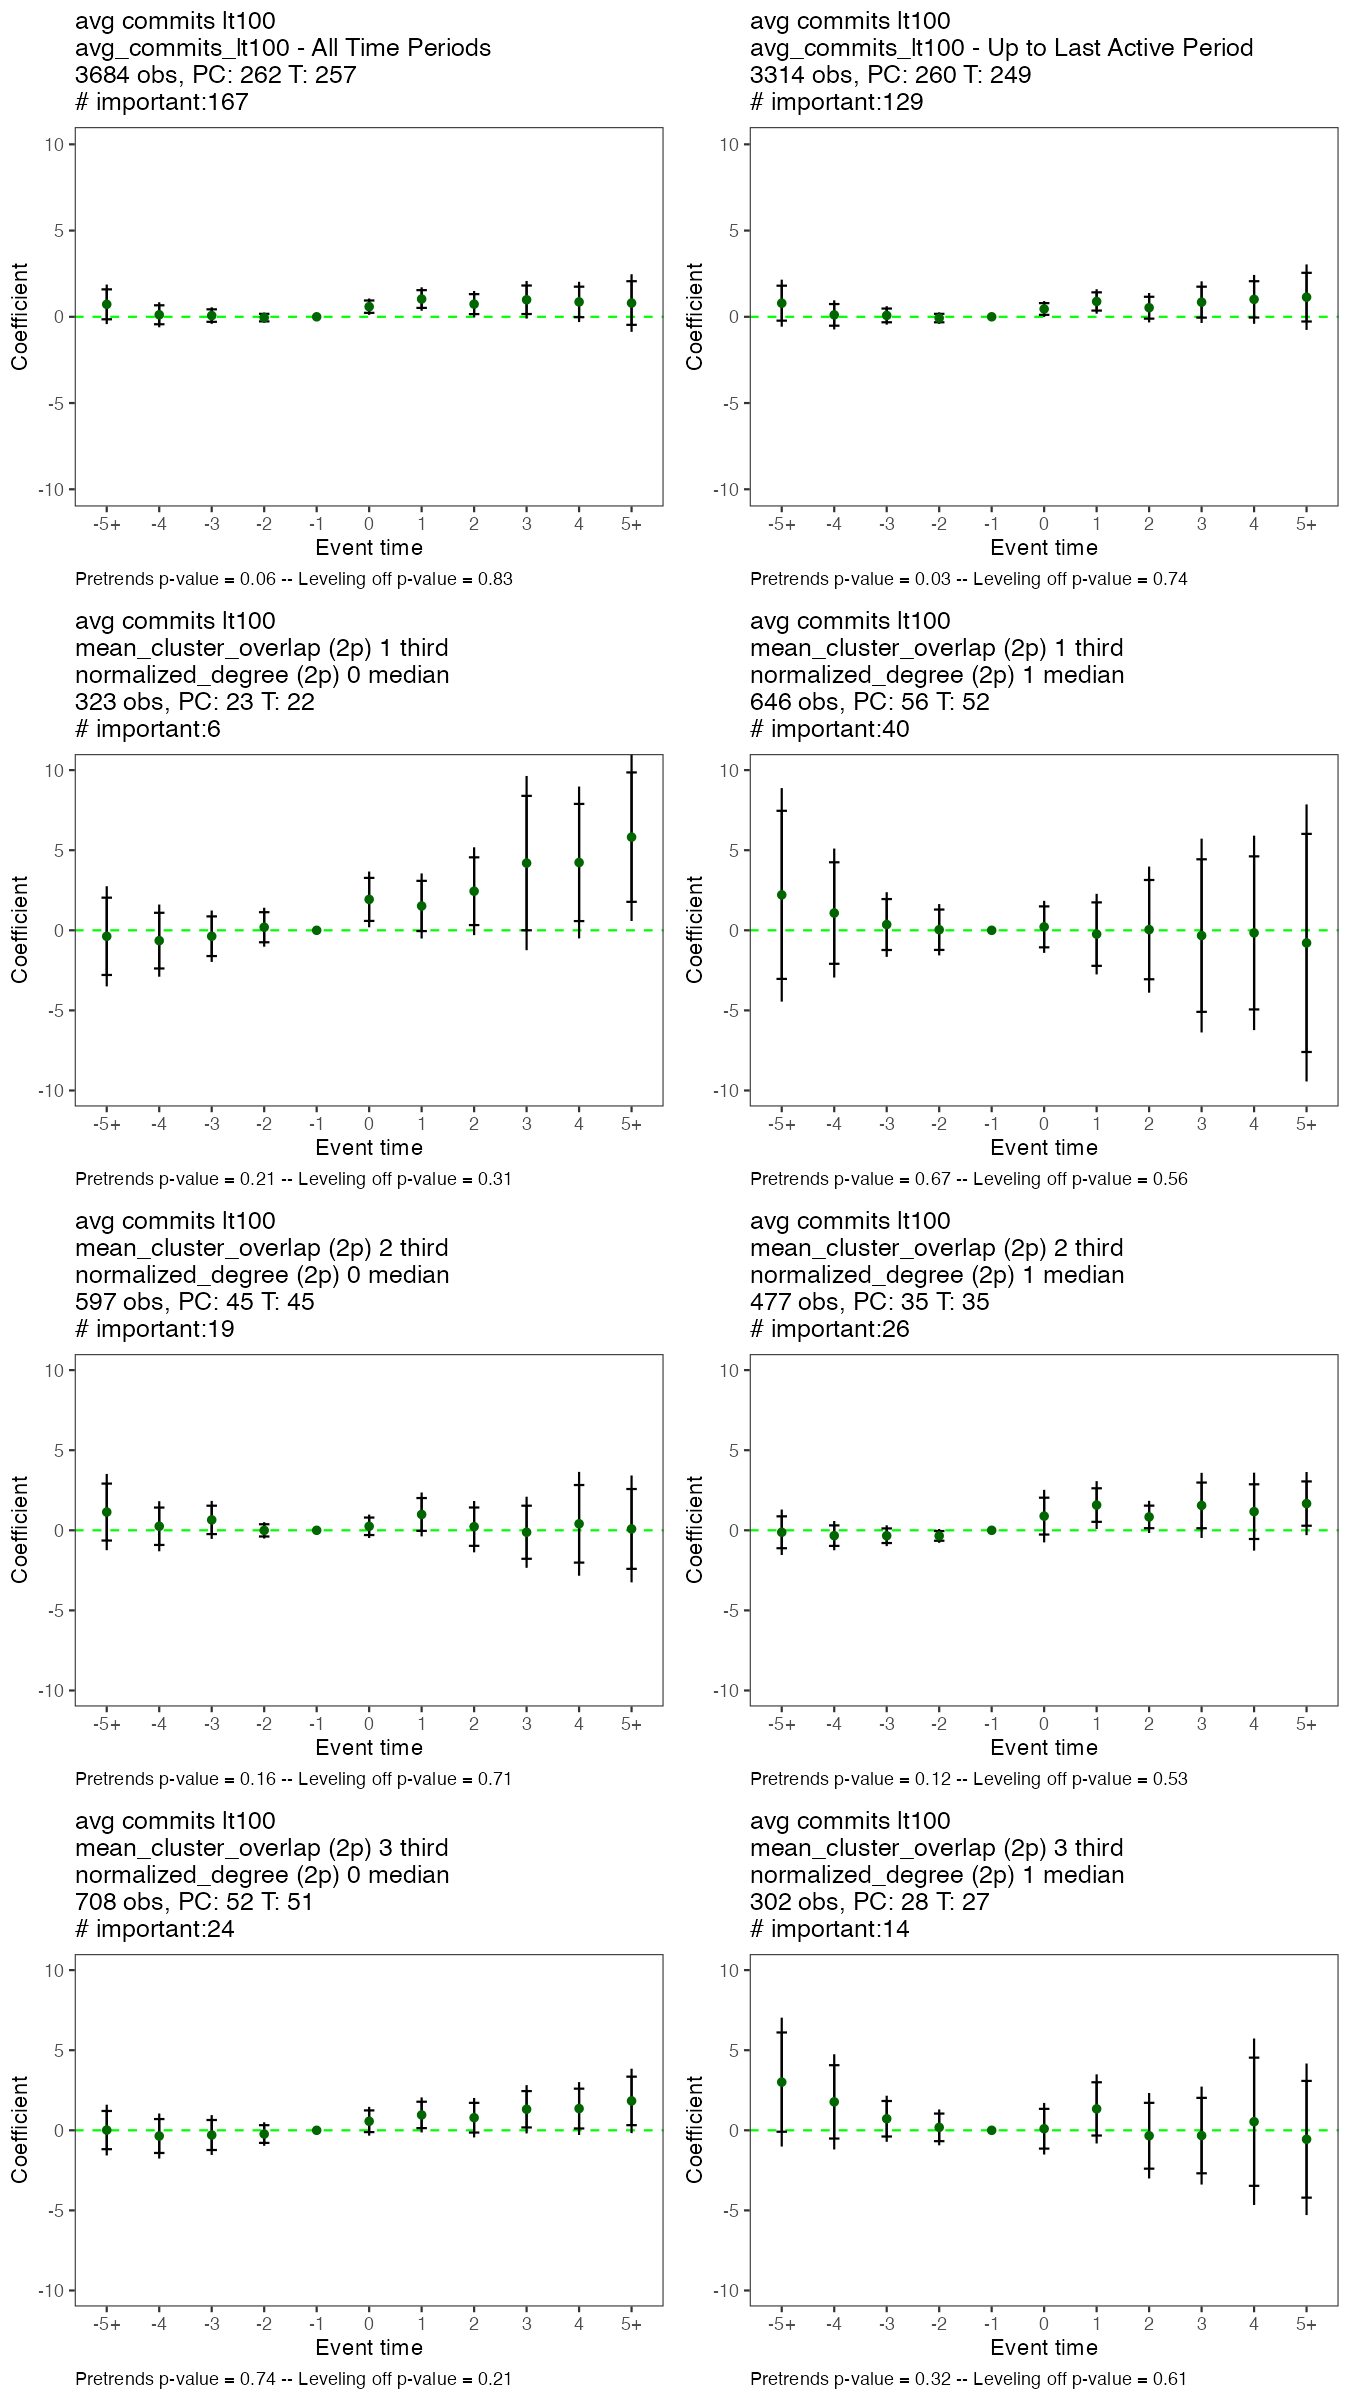 avg commits lt100
avg_commits_lt100 - All Time Periods
3684 obs, PC: 262 T: 257
# important:167
10
5
0
-5
-10
Coefficient
-5+ -4 -3 -2 -1 0 1 2 3 4 5+
Event time
Pretrends p-value = 0.06 -- Leveling off p-value = 0.83
avg commits lt100
avg_commits_lt100 - Up to Last Active Period
3314 obs, PC: 260 T: 249
# important:129
10
5
0
-5
-10
Coefficient
-5+ -4 -3 -2 -1 0 1 2 3 4 5+
Event time
Pretrends p-value = 0.03 -- Leveling off p-value = 0.74
avg commits lt100
mean_cluster_overlap (2p) 1 third
normalized_degree (2p) 0 median
323 obs, PC: 23 T: 22
# important:6
10
5
0
-5
-10
Coefficient
-5+ -4 -3 -2 -1 0 1 2 3 4 5+
Event time
Pretrends p-value = 0.21 -- Leveling off p-value = 0.31
avg commits lt100
mean_cluster_overlap (2p) 1 third
normalized_degree (2p) 1 median
646 obs, PC: 56 T: 52
# important:40
10
5
0
-5
-10
Coefficient
-5+ -4 -3 -2 -1 0 1 2 3 4 5+
Event time
Pretrends p-value = 0.67 -- Leveling off p-value = 0.56
avg commits lt100
mean_cluster_overlap (2p) 2 third
normalized_degree (2p) 0 median
597 obs, PC: 45 T: 45
# important:19
10
5
0
-5
-10
Coefficient
-5+ -4 -3 -2 -1 0 1 2 3 4 5+
Event time
Pretrends p-value = 0.16 -- Leveling off p-value = 0.71
avg commits lt100
mean_cluster_overlap (2p) 2 third
normalized_degree (2p) 1 median
477 obs, PC: 35 T: 35
# important:26
10
5
0
-5
-10
Coefficient
-5+ -4 -3 -2 -1 0 1 2 3 4 5+
Event time
Pretrends p-value = 0.12 -- Leveling off p-value = 0.53
avg commits lt100
mean_cluster_overlap (2p) 3 third
normalized_degree (2p) 0 median
708 obs, PC: 52 T: 51
# important:24
10
5
0
-5
-10
Coefficient
-5+ -4 -3 -2 -1 0 1 2 3 4 5+
Event time
Pretrends p-value = 0.74 -- Leveling off p-value = 0.21
avg commits lt100
mean_cluster_overlap (2p) 3 third
normalized_degree (2p) 1 median
302 obs, PC: 28 T: 27
# important:14
10
5
0
-5
-10
Coefficient
-5+ -4 -3 -2 -1 0 1 2 3 4 5+
Event time
Pretrends p-value = 0.32 -- Leveling off p-value = 0.61